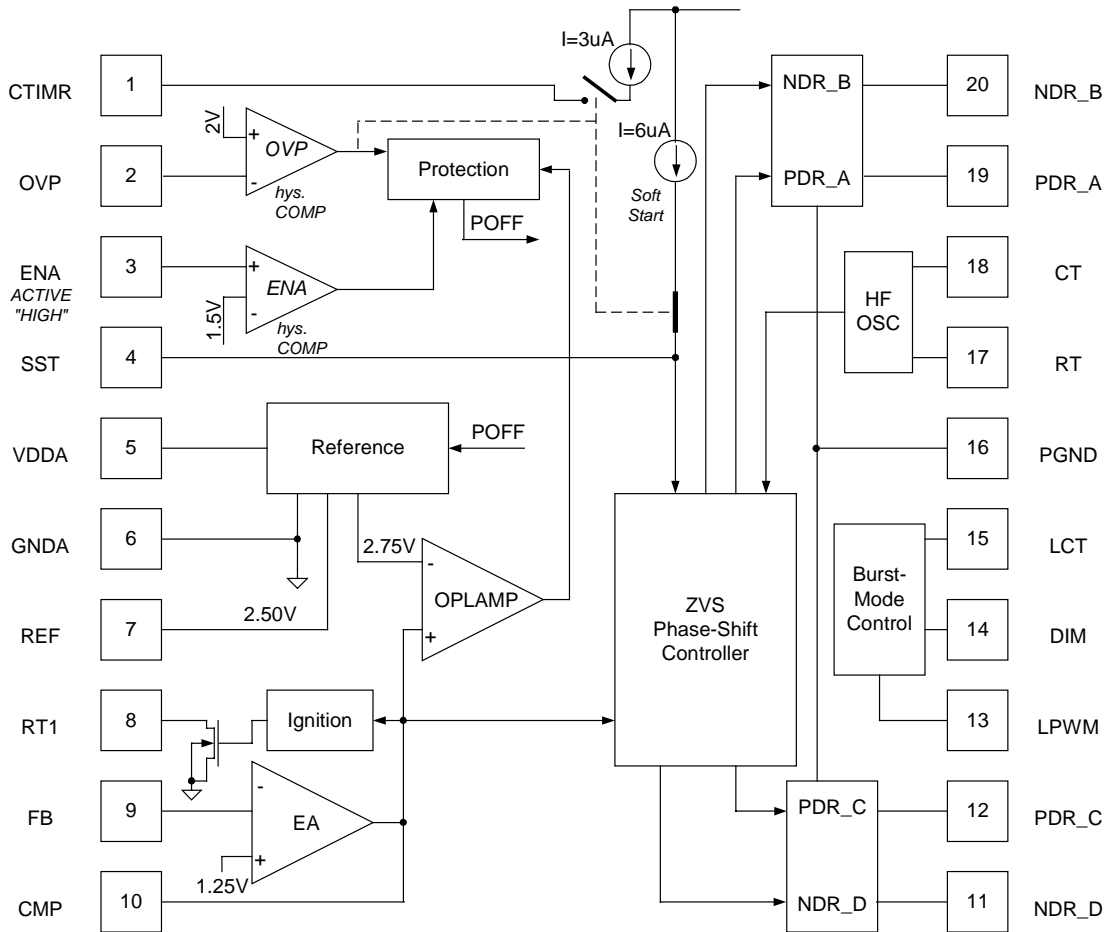 I=3uA
CTIMR
1
2V
+
OVP
-
hys.
COMP
OVP
2
Protection
POFF
I=6uA
Soft
Start
NDR_B
PDR_A
20
NDR_B
19
PDR_A
ENA
ACTIVE
"HIGH"
3
+
ENA
-
1.5V
hys.
COMP
HF
OSC
18
CT
17
RT
SST
4
VDDA
5
Reference
POFF
16
PGND
GNDA
6
2.75V
-
OPLAMP
+
REF
7
2.50V
ZVS
Phase-Shift
Controller
Burst-
Mode
Control
15
LCT
14
DIM
13
LPWM
RT1
8
Ignition
FB
9
-
EA
+
1.25V
CMP
10
PDR_C
NDR_D
12
PDR_C
11
NDR_D